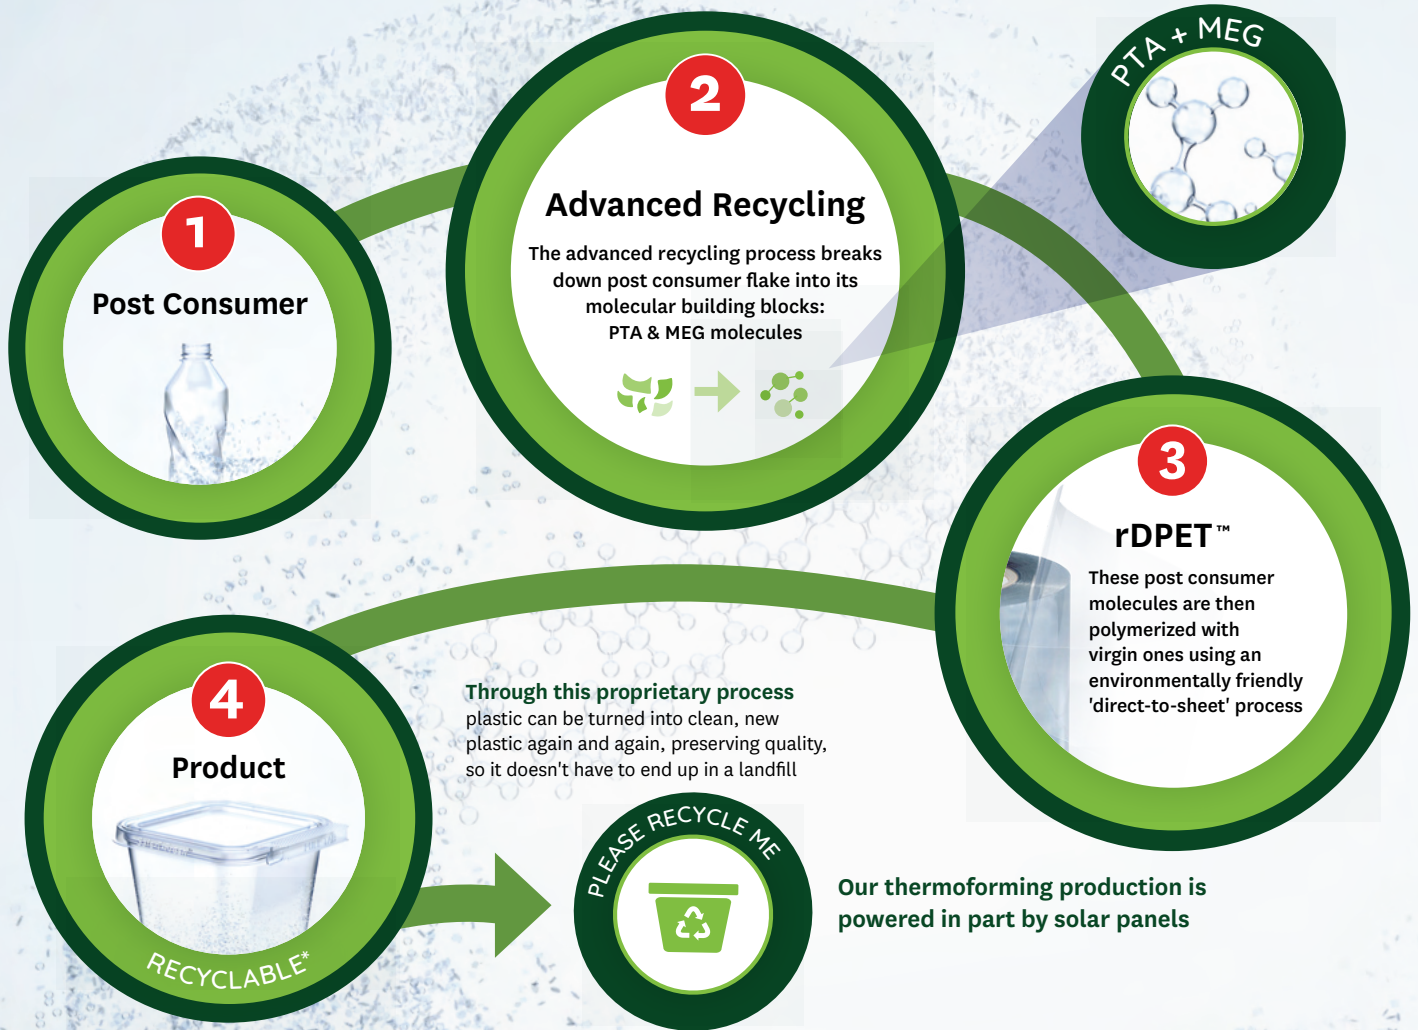 1
Post Consumer
2
Advanced Recycling
The advanced recycling process breaks
down post consumer flake into its
molecular building blocks:
PTA & MEG molecules
PTA + MEG
3
rDPET™
These post consumer
molecules are then
polymerized with
virgin ones using an
environmentally friendly
'direct-to-sheet' process
4
Product
RECYCLABLE*
Through this proprietary process
plastic can be turned into clean, new
plastic again and again, preserving quality,
so it doesn't have to end up in a landfill
PLEASE RECYCLE ME
Our thermoforming production is
powered in part by solar panels